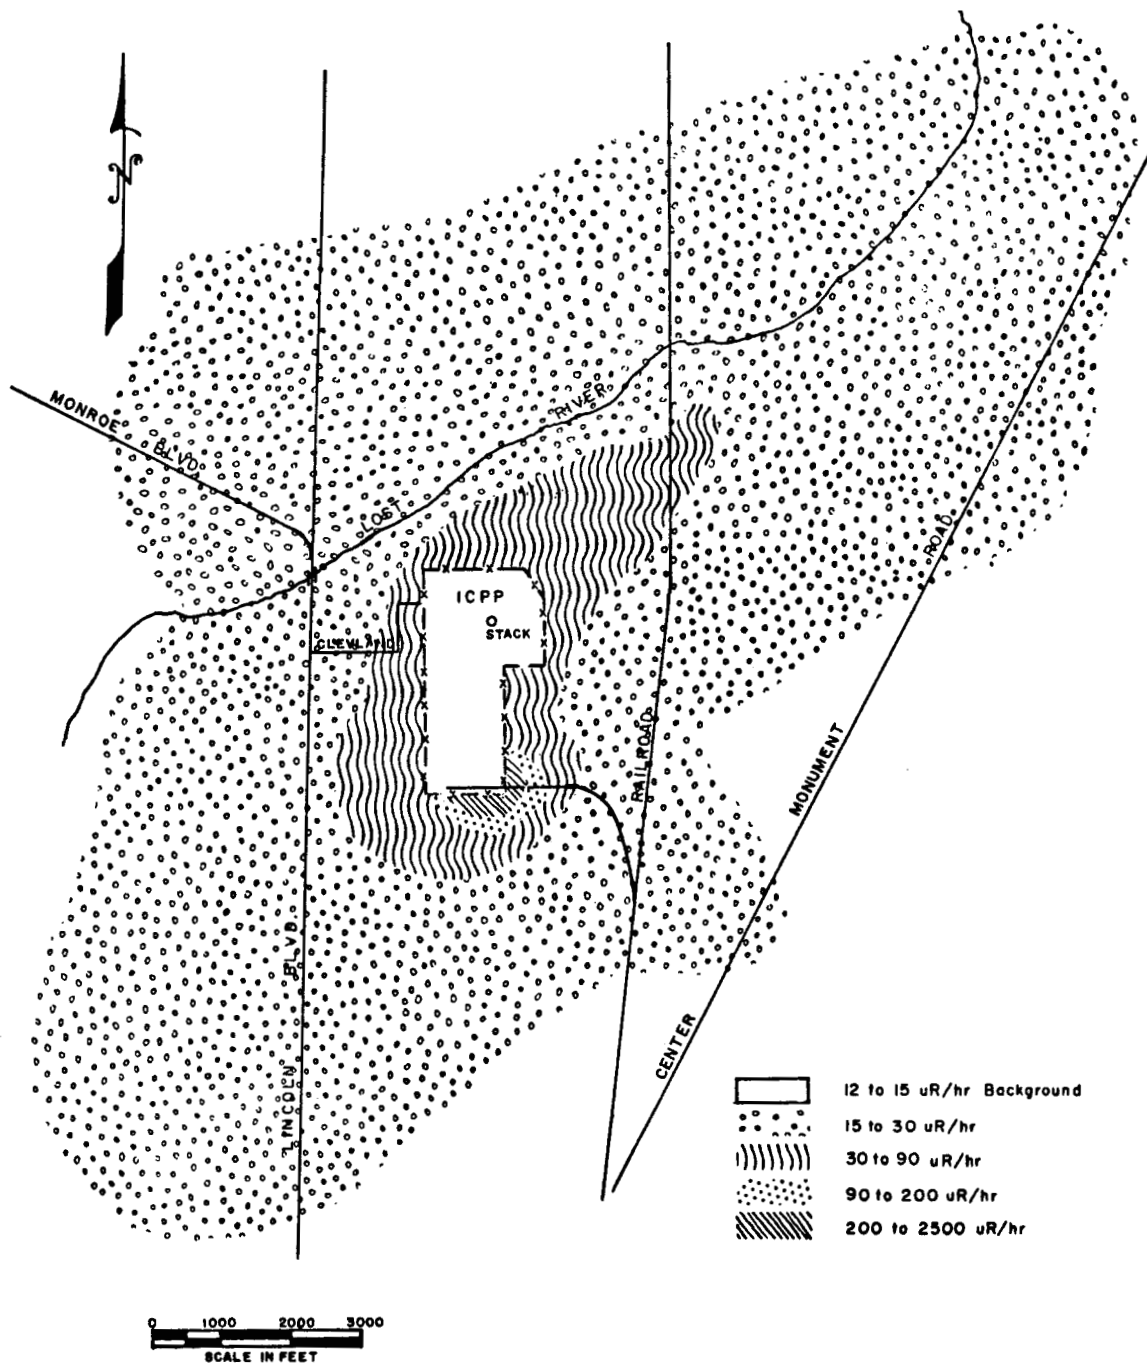 N
MONROE BLVD
LOST RIVER
ICPP
STACK
CLEVLAND
RAILROAD
MONUMENT ROAD
LINCOLN BLVD
CENTER
12 to 15 uR/hr Background
15 to 30 uR/hr
30 to 90 uR/hr
90 to 200 uR/hr
200 to 2500 uR/hr
0 1000 2000 3000
SCALE IN FEET